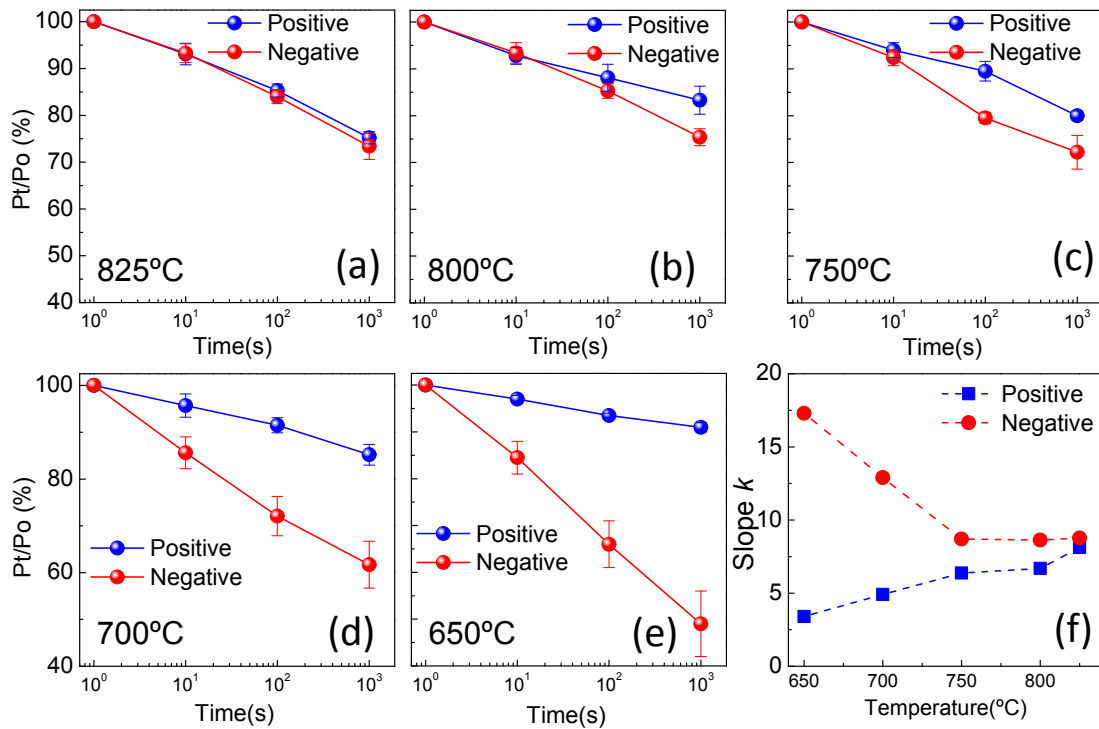 Pt/Po (%)
100
90
80
70
60
50
40
Positive
Negative
825ºC
(a)
10⁰
10¹
10²
10³
Time(s)
Positive
Negative
800ºC
(b)
10⁰
10¹
10²
10³
Time(s)
Positive
Negative
750ºC
(c)
10⁰
10¹
10²
10³
Time(s)
Pt/Po (%)
100
80
60
40
Positive
Negative
700ºC
(d)
10⁰
10¹
10²
10³
Time(s)
Positive
Negative
650ºC
(e)
10⁰
10¹
10²
10³
Time(s)
Slope k
20
15
10
5
0
Positive
Negative
(f)
650
700
750
800
Temperature(ºC)